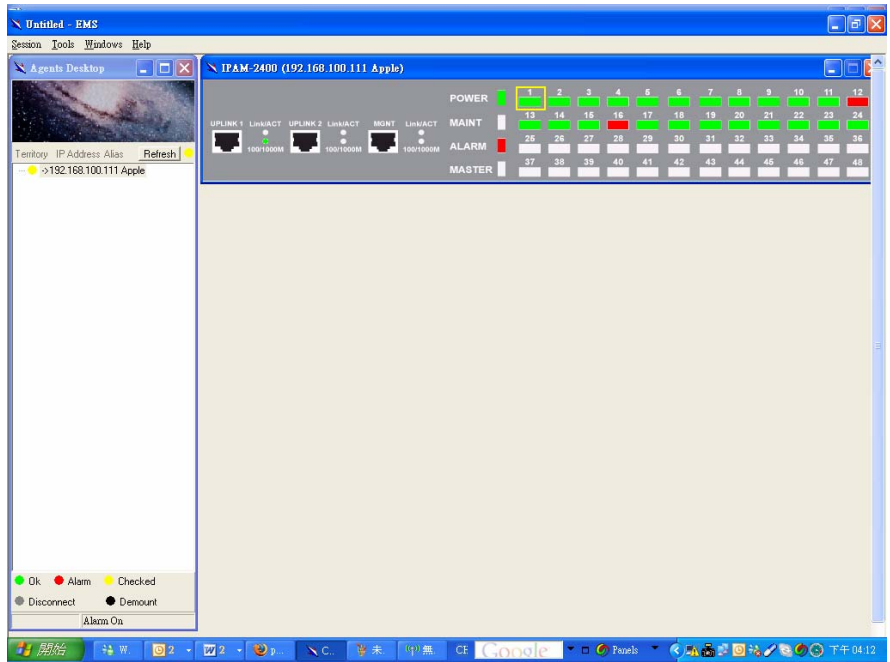 Untitled - EMS
Session Tools Windows Help
Agents Desktop
IPAM-2400 (192.168.100.111 Apple)
POWER 1 2 3 4 5 6 7 8 9 10 11 12
UPLINK 1 Link/ACT UPLINK 2 Link/ACT MGNT Link/ACT MAINT 13 14 15 16 17 18 19 20 21 22 23 24
100/1000M 100/1000M 100/1000M ALARM 25 26 27 28 29 30 31 32 33 34 35 36
MASTER 37 38 39 40 41 42 43 44 45 46 47 48
Territory IP Address Alias Refresh
->192.168.100.111 Apple
Ok Alarm Checked
Disconnect Demount
Alarm On
開始 W. 2 2 p... C.. 未. 無. Google Panels 下午 04:12